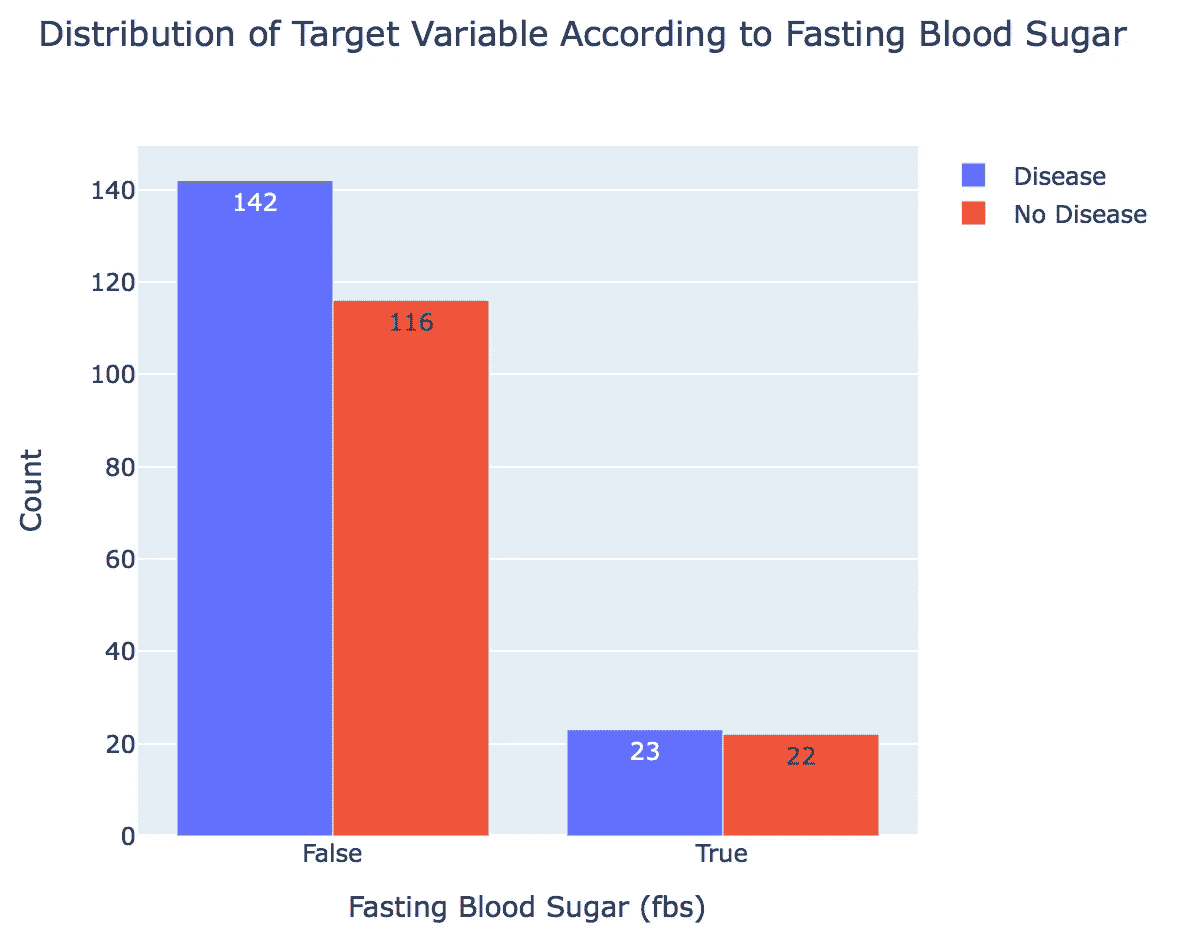 Distribution of Target Variable According to Fasting Blood Sugar
Disease
No Disease
140
120
100
80
60
40
20
0
Count
142
116
23
22
False
True
Fasting Blood Sugar (fbs)